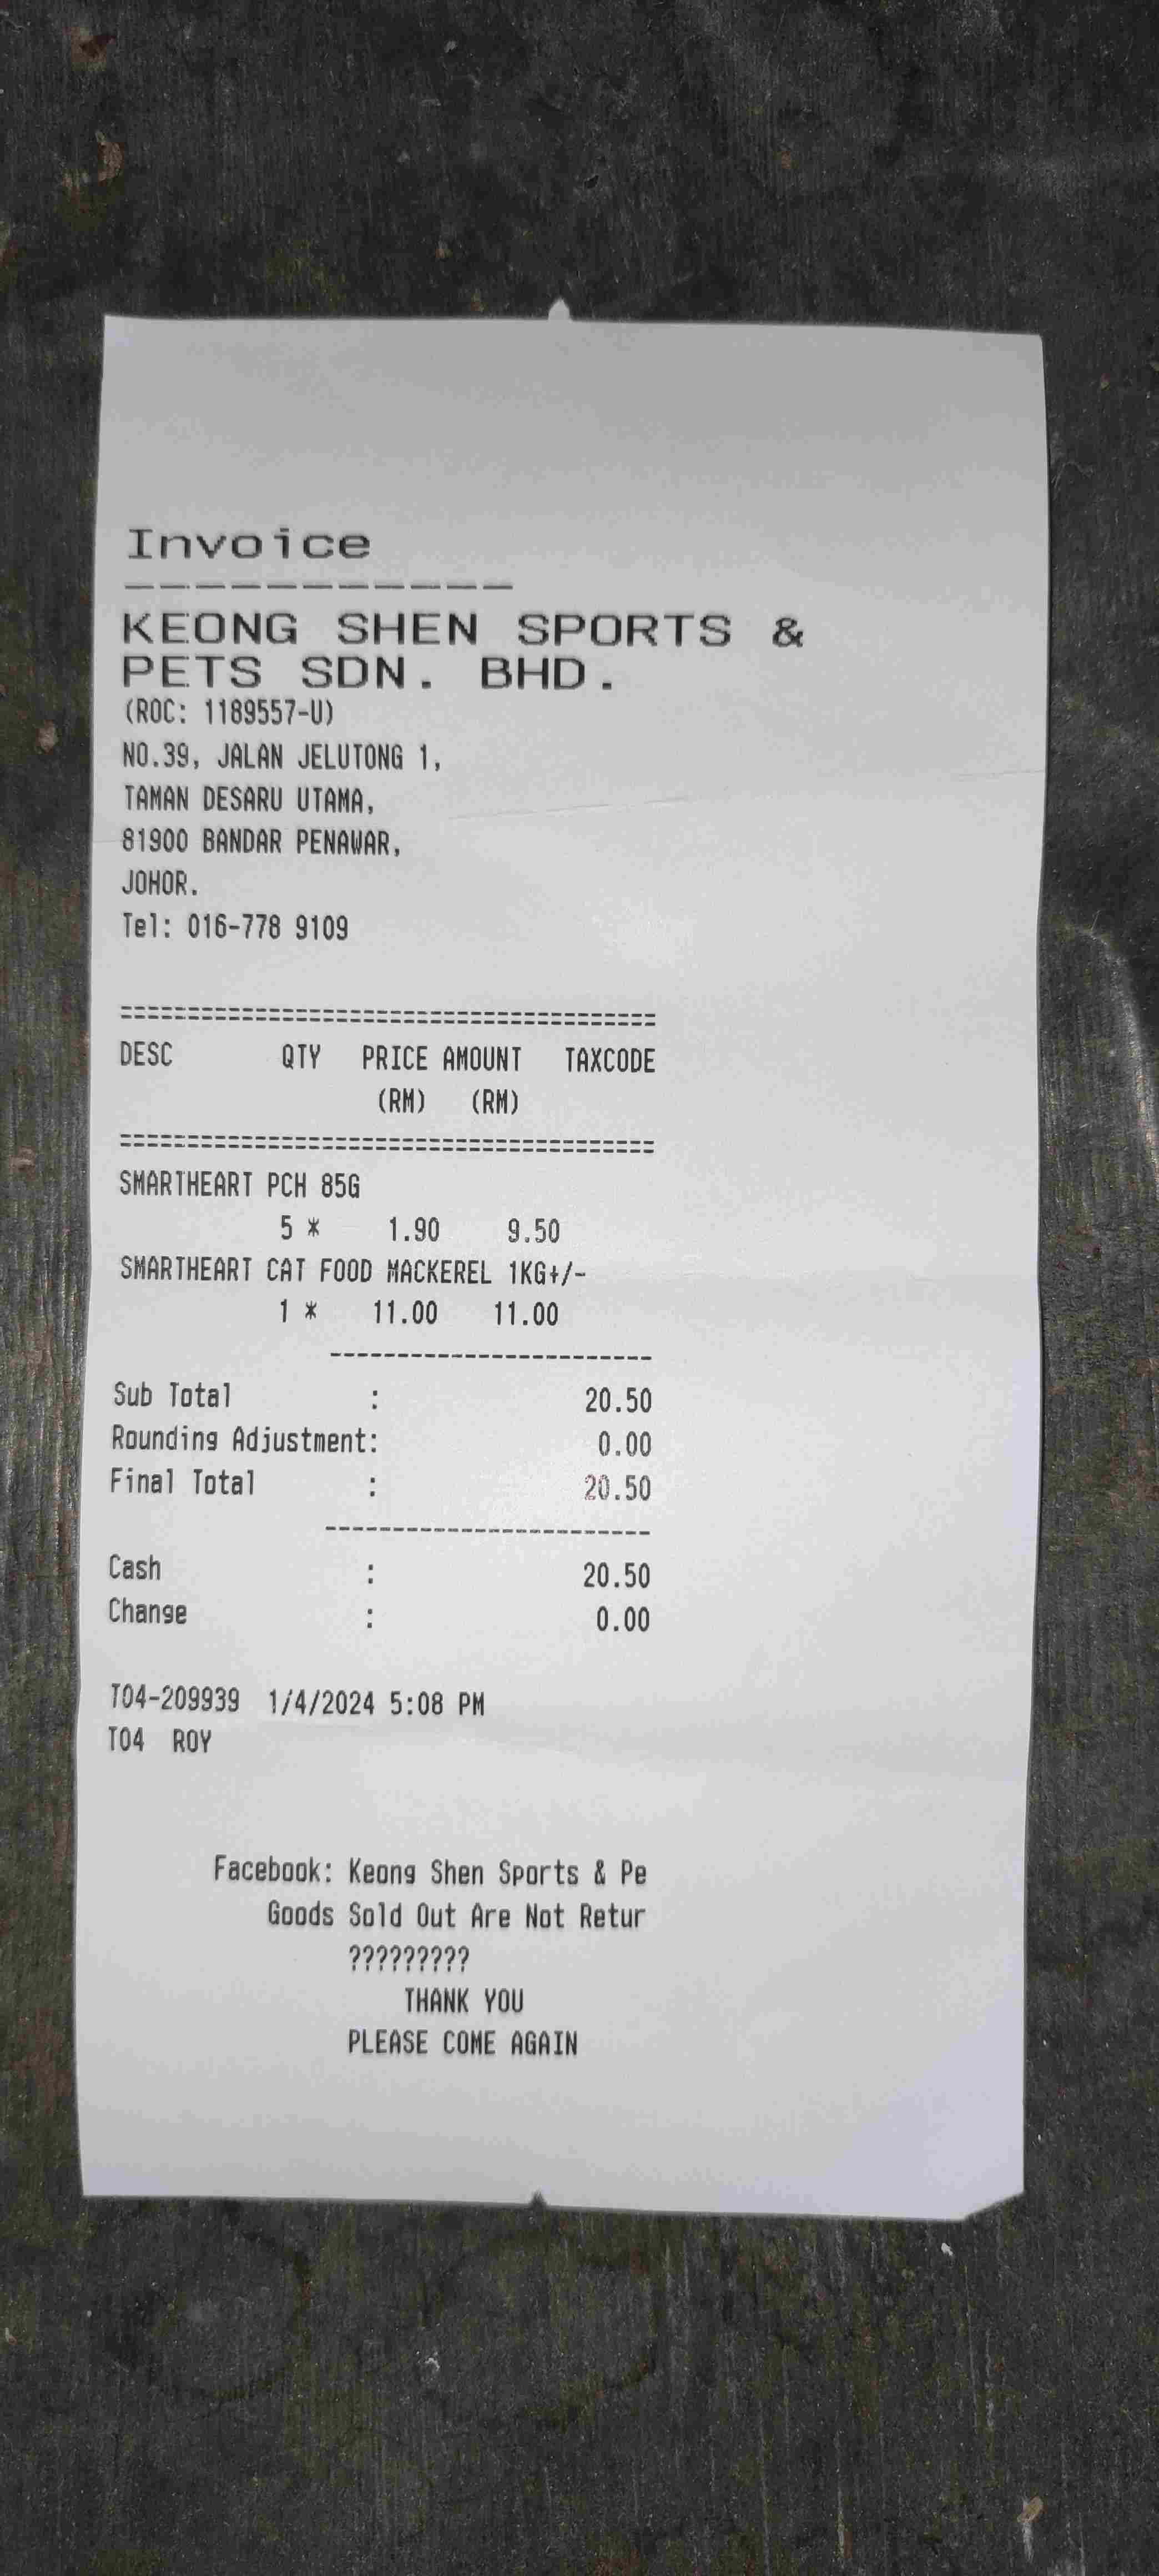 Invoice
------------
KEONG SHEN SPORTS &
PETS SDN. BHD.
(ROC: 1189557-U)
NO.39, JALAN JELUTONG 1,
TAMAN DESARU UTAMA,
81900 BANDAR PENAWAR,
JOHOR.
Tel: 016-778 9109
========================================
DESC QTY PRICE AMOUNT TAXCODE
(RM) (RM)
========================================
SMARTHEART PCH 85G
5 * 1.90 9.50
SMARTHEART CAT FOOD MACKEREL 1KG+/-
1 * 11.00 11.00
------------------------
Sub Total : 20.50
Rounding Adjustment: 0.00
Final Total : 20.50
------------------------
Cash : 20.50
Change : 0.00
T04-209939 1/4/2024 5:08 PM
T04 ROY
Facebook: Keong Shen Sports & Pe
Goods Sold Out Are Not Retur
?????????
THANK YOU
PLEASE COME AGAIN